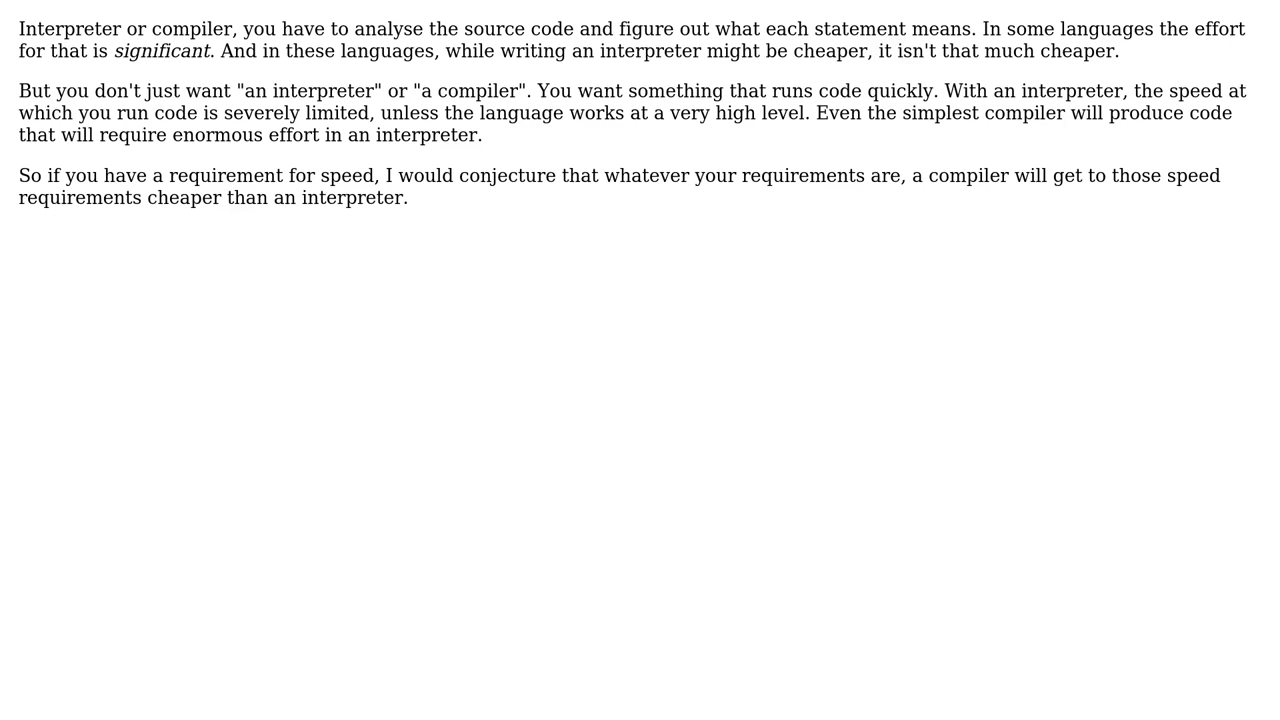 Interpreter or compiler, you have to analyse the source code and figure out what each statement means. In some languages the effort
for that is significant. And in these languages, while writing an interpreter might be cheaper, it isn't that much cheaper.
But you don't just want "an interpreter" or "a compiler". You want something that runs code quickly. With an interpreter, the speed at
which you run code is severely limited, unless the language works at a very high level. Even the simplest compiler will produce code
that will require enormous effort in an interpreter.
So if you have a requirement for speed, I would conjecture that whatever your requirements are, a compiler will get to those speed
requirements cheaper than an interpreter.